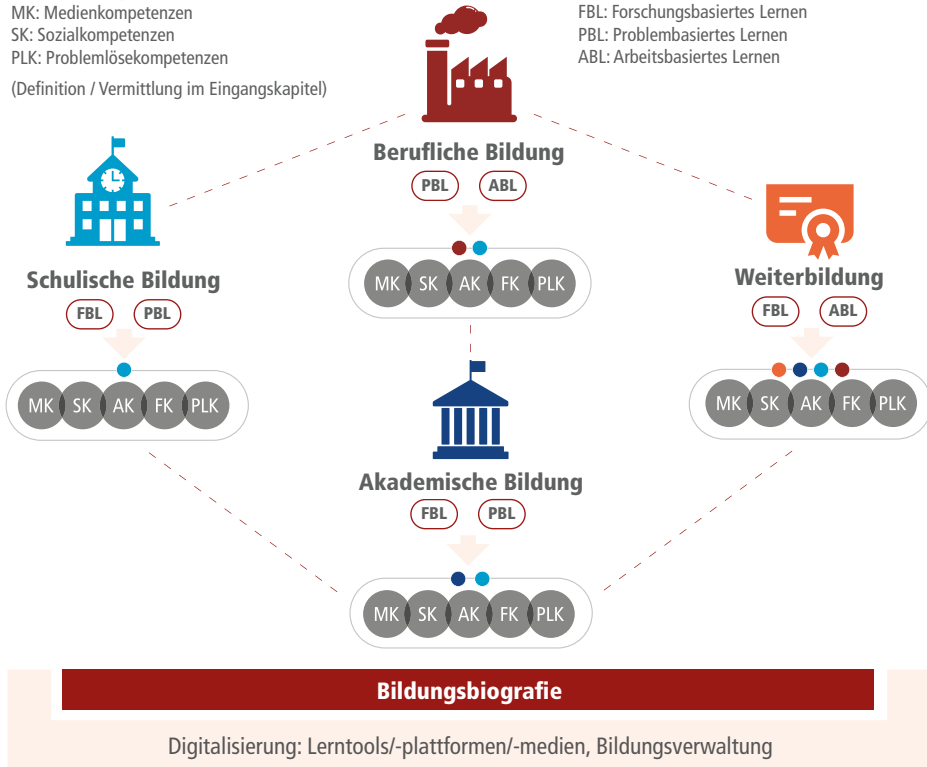 MK: Medienkompetenzen
SK: Sozialkompetenzen
PLK: Problemlösekompetenzen
(Definition / Vermittlung im Eingangskapitel)
FBL: Forschungsbasiertes Lernen
PBL: Problembasiertes Lernen
ABL: Arbeitsbasiertes Lernen
Berufliche Bildung
PBL ABL
MK SK AK FK PLK
Schulische Bildung
FBL PBL
MK SK AK FK PLK
Weiterbildung
FBL ABL
MK SK AK FK PLK
Akademische Bildung
FBL PBL
MK SK AK FK PLK
Bildungsbiografie
Digitalisierung: Lerntools/-plattformen/-medien, Bildungsverwaltung